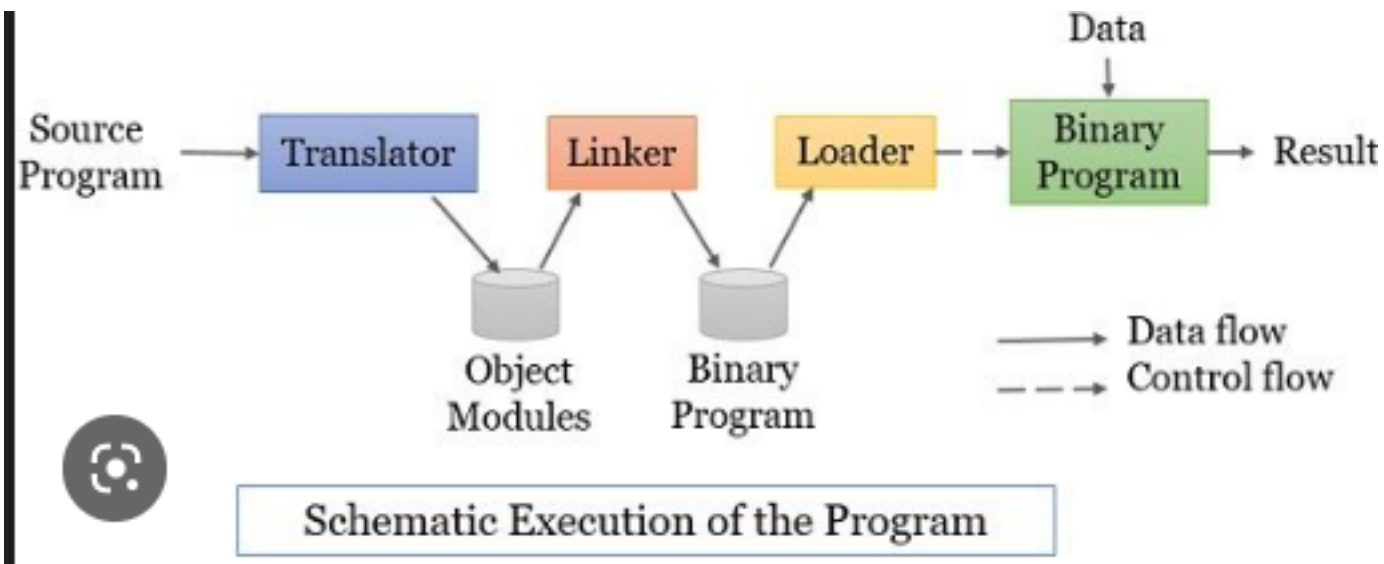 Data
Source
Program
Translator
Linker
Loader
Binary
Program
Result
Object
Modules
Binary
Program
Data flow
Control flow
Schematic Execution of the Program